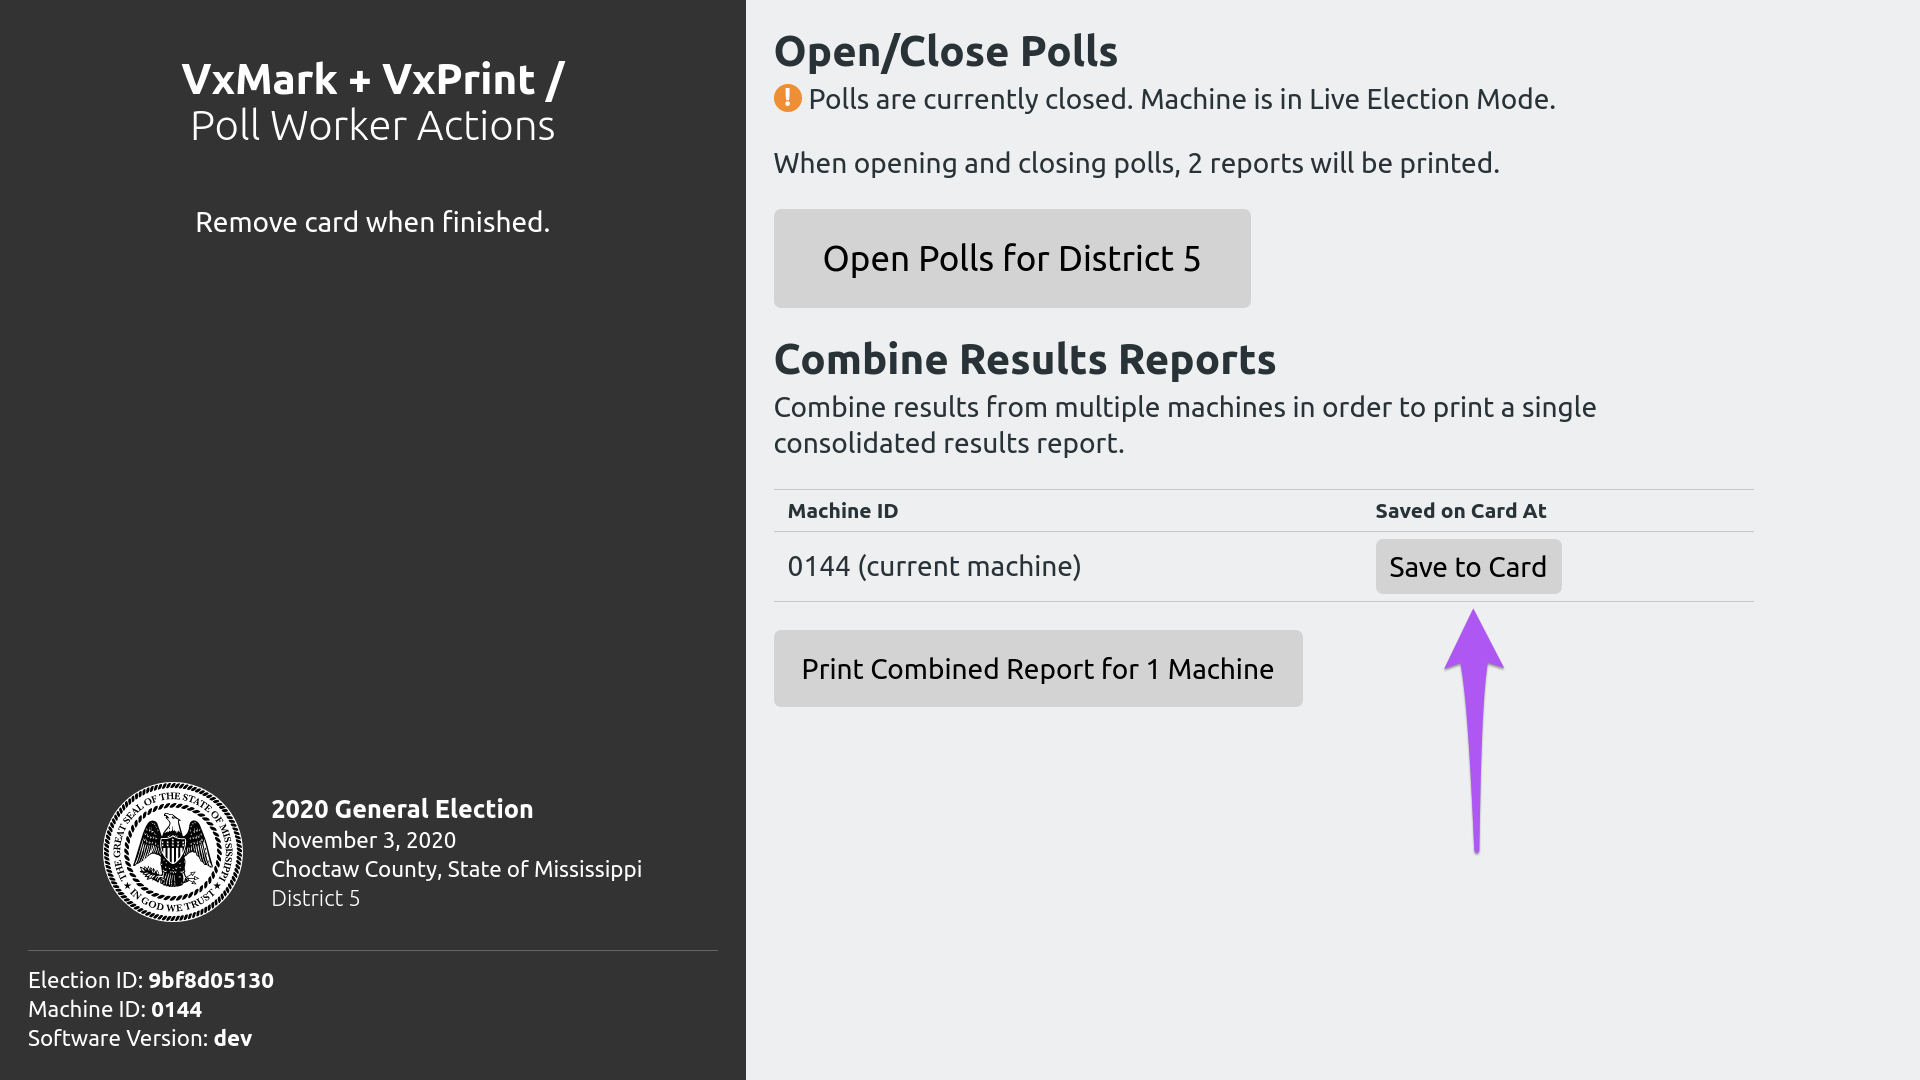 VxMark + VxPrint /
Poll Worker Actions
Remove card when finished.
THE GREAT SEAL OF THE STATE OF MISSISSIPPI
★ IN GOD WE TRUST ★
2020 General Election
November 3, 2020
Choctaw County, State of Mississippi
District 5
Election ID: 9bf8d05130
Machine ID: 0144
Software Version: dev
Open/Close Polls
! Polls are currently closed. Machine is in Live Election Mode.
When opening and closing polls, 2 reports will be printed.
Open Polls for District 5
Combine Results Reports
Combine results from multiple machines in order to print a single
consolidated results report.
Machine ID Saved on Card At
0144 (current machine) Save to Card
Print Combined Report for 1 Machine